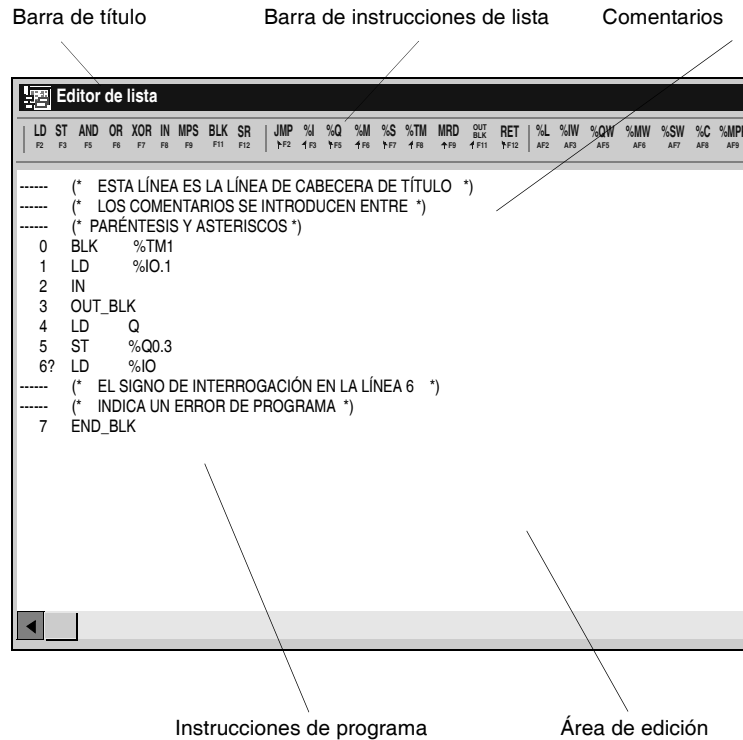 Barra de título Barra de instrucciones de lista Comentarios
Editor de lista
LD ST AND OR XOR IN MPS BLK SR JMP %I %Q %M %S %TM MRD OUT BLK RET %L %IW %QW %MW %SW %C %MPI
F2 F3 F5 F6 F7 F8 F9 F11 F12 F2 F3 F5 F6 F7 F8 F9 F11 F12 AF2 AF3 AF5 AF6 AF7 AF8 AF9
------ (* ESTA LÍNEA ES LA LÍNEA DE CABECERA DE TÍTULO *)
------ (* LOS COMENTARIOS SE INTRODUCEN ENTRE *)
------ (* PARÉNTESIS Y ASTERISCOS *)
0 BLK %TM1
1 LD %IO.1
2 IN
3 OUT_BLK
4 LD Q
5 ST %Q0.3
6? LD %IO
------ (* EL SIGNO DE INTERROGACIÓN EN LA LÍNEA 6 *)
------ (* INDICA UN ERROR DE PROGRAMA *)
7 END_BLK
Instrucciones de programa Área de edición